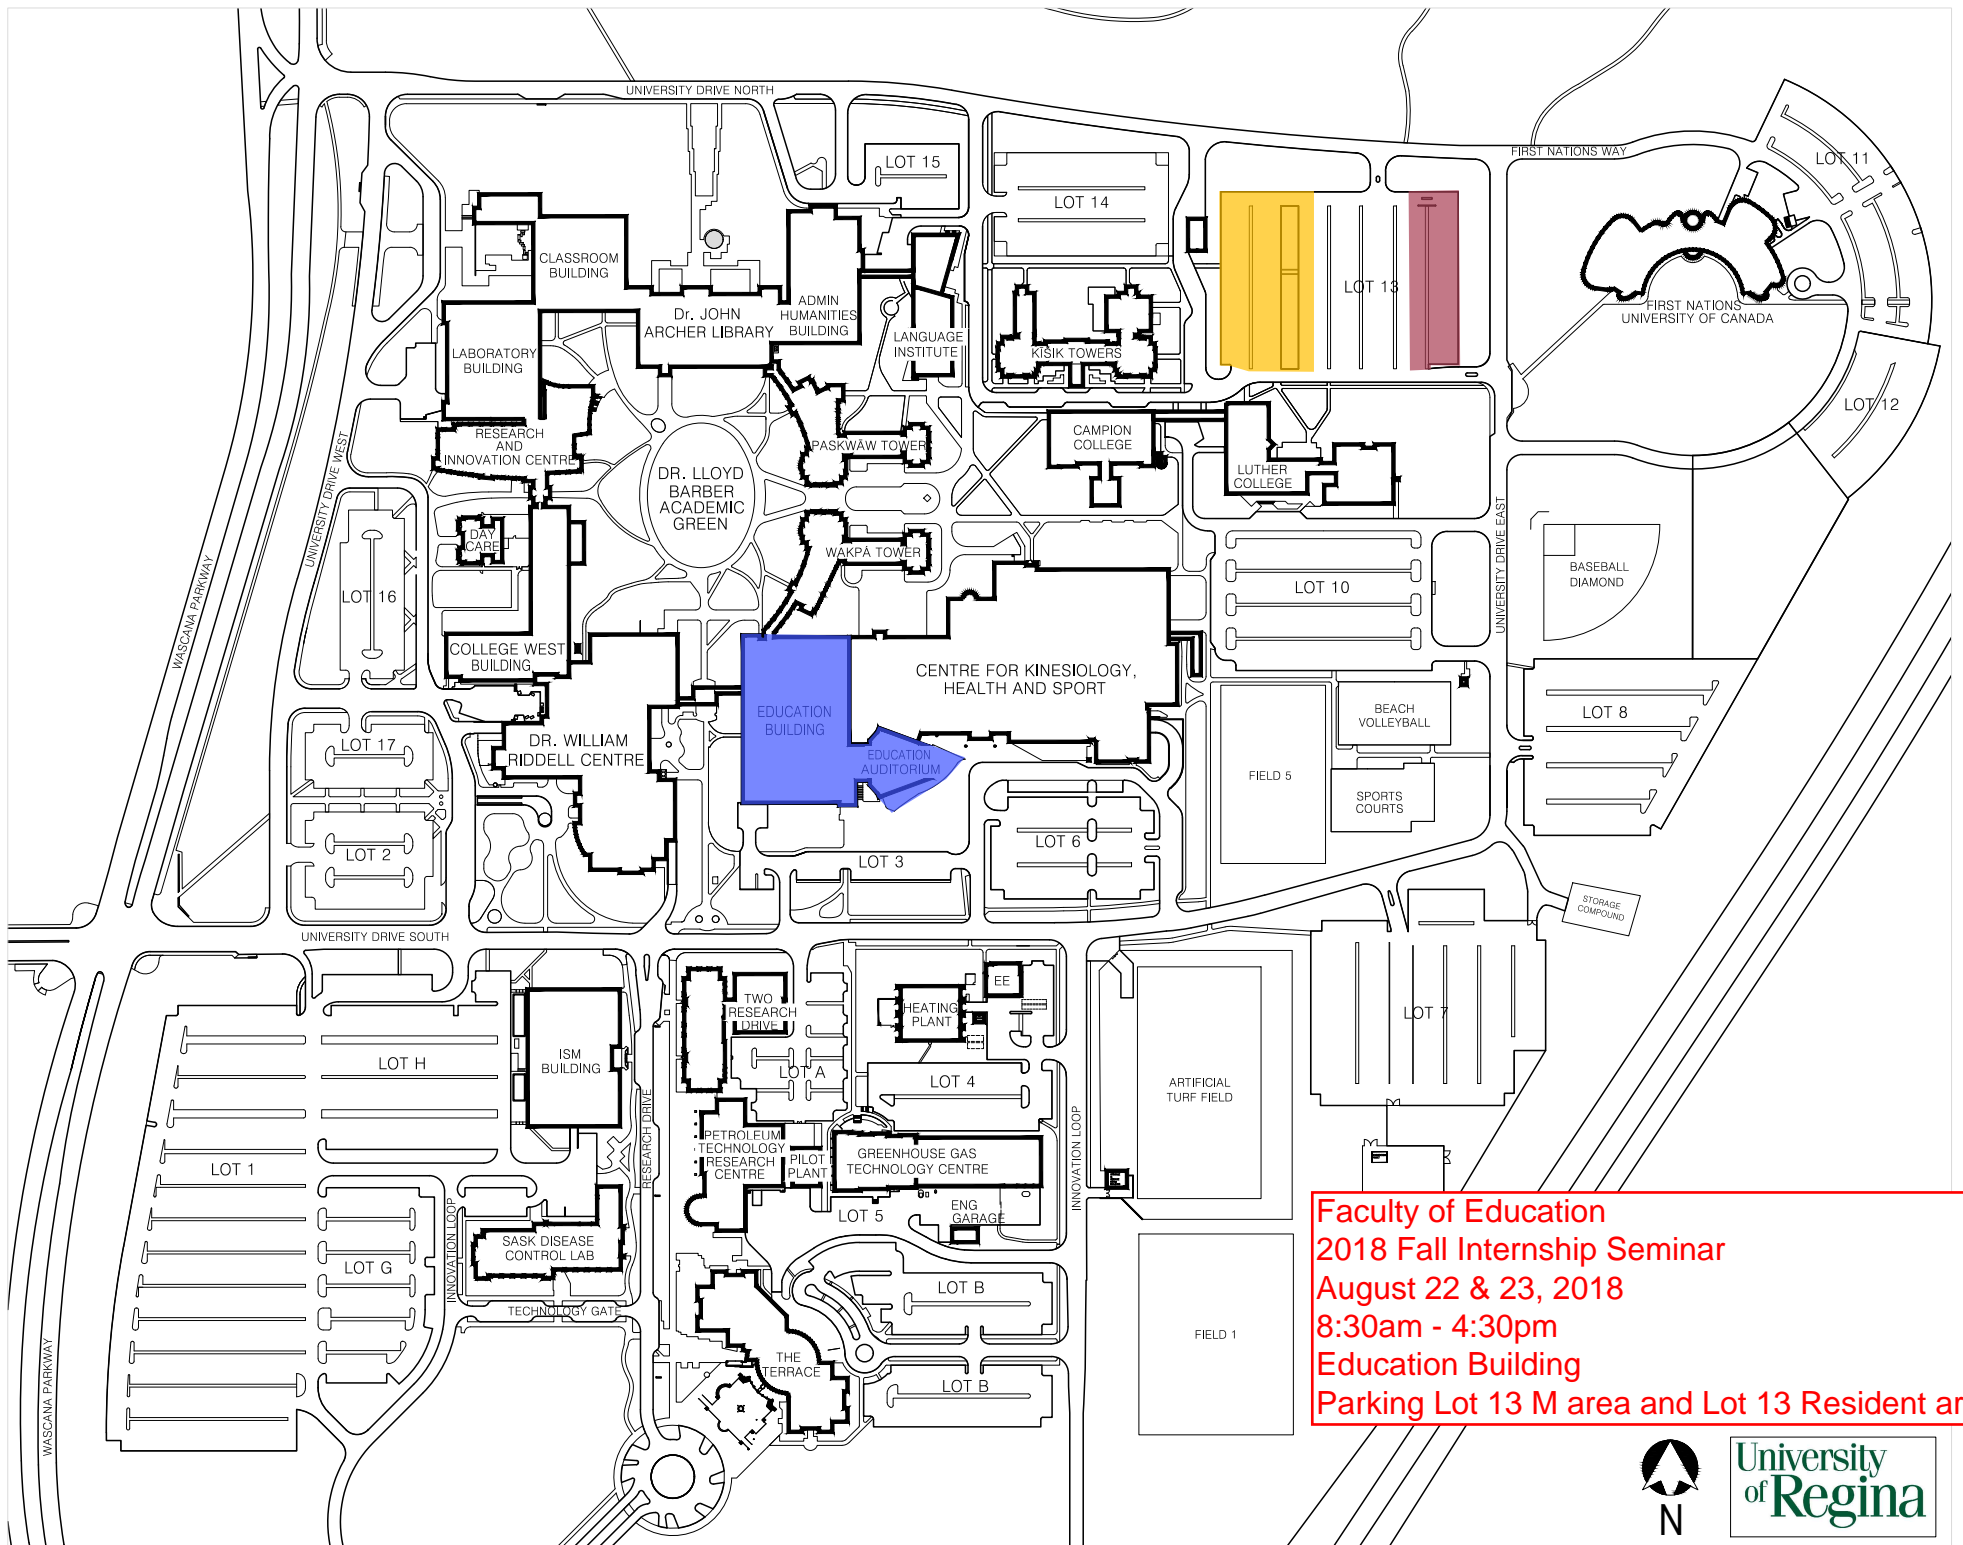 UNIVERSITY DRIVE NORTH
FIRST NATIONS WAY
LOT 11
LOT 15
LOT 14
CLASSROOM
BUILDING
ADMIN
HUMANITIES
BUILDING
Dr. JOHN
ARCHER LIBRARY
LANGUAGE
INSTITUTE
KĪSIK TOWERS
LOT 13
FIRST NATIONS
UNIVERSITY OF CANADA
LABORATORY
BUILDING
LOT 12
RESEARCH
AND
INNOVATION CENTRE
PASKWĀW TOWER
CAMPION
COLLEGE
LUTHER
COLLEGE
UNIVERSITY DRIVE WEST
DR. LLOYD
BARBER
ACADEMIC
GREEN
DAY
CARE
WAKPĀ TOWER
UNIVERSITY DRIVE EAST
BASEBALL
DIAMOND
WASCANA PARKWAY
LOT 16
LOT 10
COLLEGE WEST
BUILDING
CENTRE FOR KINESIOLOGY,
HEALTH AND SPORT
EDUCATION
BUILDING
BEACH
VOLLEYBALL
LOT 8
LOT 17
DR. WILLIAM
RIDDELL CENTRE
EDUCATION
AUDITORIUM
FIELD 5
SPORTS
COURTS
LOT 2
LOT 3
LOT 6
STORAGE
COMPOUND
UNIVERSITY DRIVE SOUTH
TWO
RESEARCH
DRIVE
HEATING
PLANT
EE
LOT 7
LOT H
ISM
BUILDING
LOT A
LOT 4
ARTIFICIAL
TURF FIELD
RESEARCH DRIVE
INNOVATION LOOP
PETROLEUM
TECHNOLOGY
RESEARCH
CENTRE
PILOT
PLANT
GREENHOUSE GAS
TECHNOLOGY CENTRE
LOT 1
LOT 5
ENG
GARAGE
INNOVATION LOOP
SASK DISEASE
CONTROL LAB
LOT G
TECHNOLOGY GATE
LOT B
THE
TERRACE
LOT B
FIELD 1
WASCANA PARKWAY
Faculty of Education
2018 Fall Internship Seminar
August 22 & 23, 2018
8:30am - 4:30pm
Education Building
Parking Lot 13 M area and Lot 13 Resident ar
N
University
of Regina